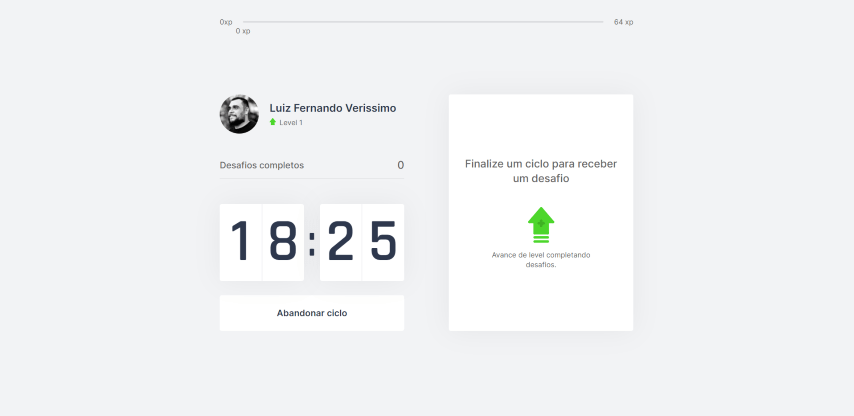 0xp
64 xp
0 xp
Luiz Fernando Verissimo
Level 1
Desafios completos
0
18:25
Abandonar ciclo
Finalize um ciclo para receber
um desafio
Avance de level completando
desafios.